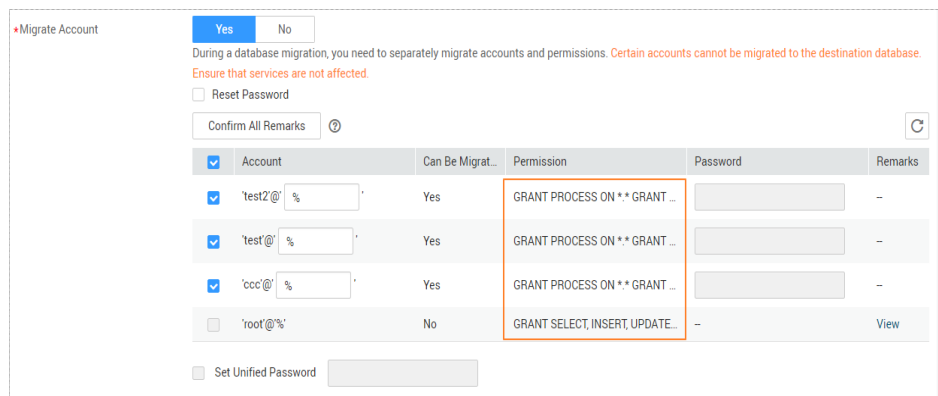 *Migrate Account
Yes No
During a database migration, you need to separately migrate accounts and permissions. Certain accounts cannot be migrated to the destination database.
Ensure that services are not affected.
Reset Password
Confirm All Remarks ?
Account Can Be Migrat... Permission Password Remarks
'test2'@' % ' Yes GRANT PROCESS ON *.* GRANT ... --
'test'@' % ' Yes GRANT PROCESS ON *.* GRANT ... --
'ccc'@' % ' Yes GRANT PROCESS ON *.* GRANT ... --
'root'@'%' No GRANT SELECT, INSERT, UPDATE... -- View
Set Unified Password